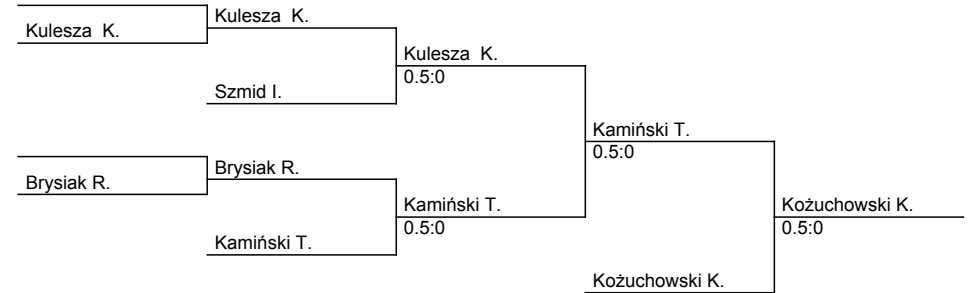 Kulesza K.
Kulesza K.
Szmid I.
Kulesza K.
0.5:0
Brysiak R.
Brysiak R.
Kamiński T.
Kamiński T.
0.5:0
Kamiński T.
0.5:0
Kożuchowski K.
Kożuchowski K.
0.5:0